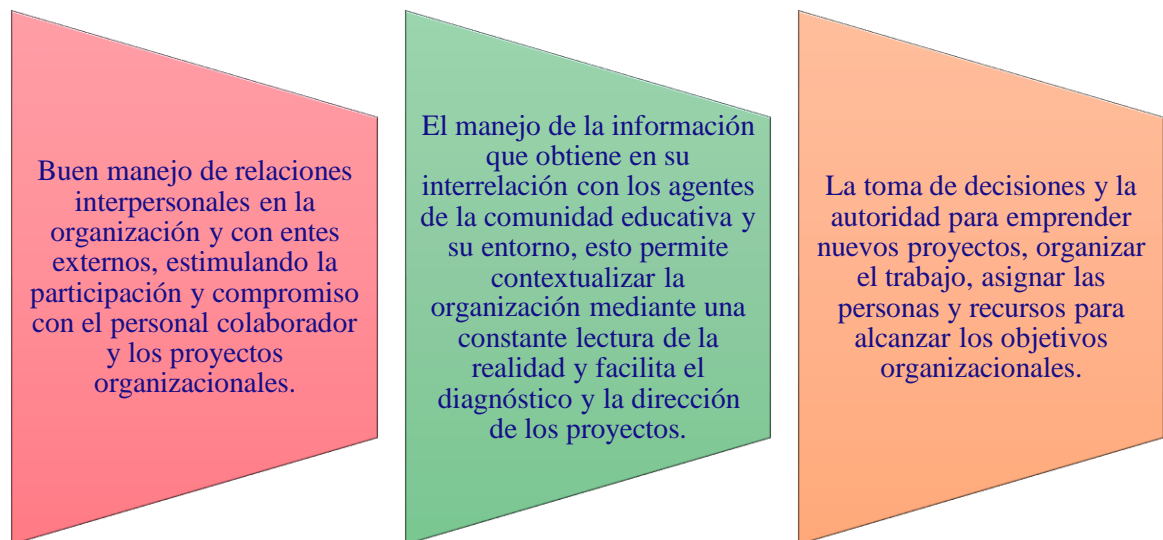 Buen manejo de relaciones
interpersonales en la
organización y con entes
externos, estimulando la
participación y compromiso
con el personal colaborador
y los proyectos
organizacionales.
El manejo de la información
que obtiene en su
interrelación con los agentes
de la comunidad educativa y
su entorno, esto permite
contextualizar la
organización mediante una
constante lectura de la
realidad y facilita el
diagnóstico y la dirección
de los proyectos.
La toma de decisiones y la
autoridad para emprender
nuevos proyectos, organizar
el trabajo, asignar las
personas y recursos para
alcanzar los objetivos
organizacionales.